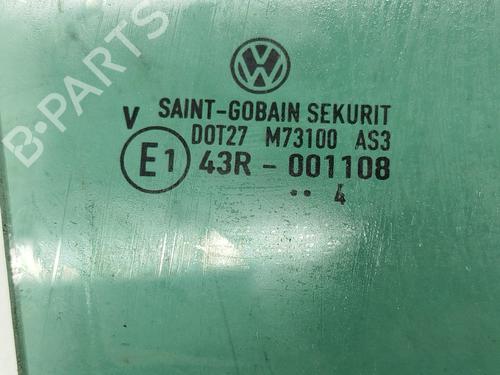 B-PARTS
V SAINT-GOBAIN SEKURIT
DOT27 M73100 AS3
E1 43R - 001108
•• 4